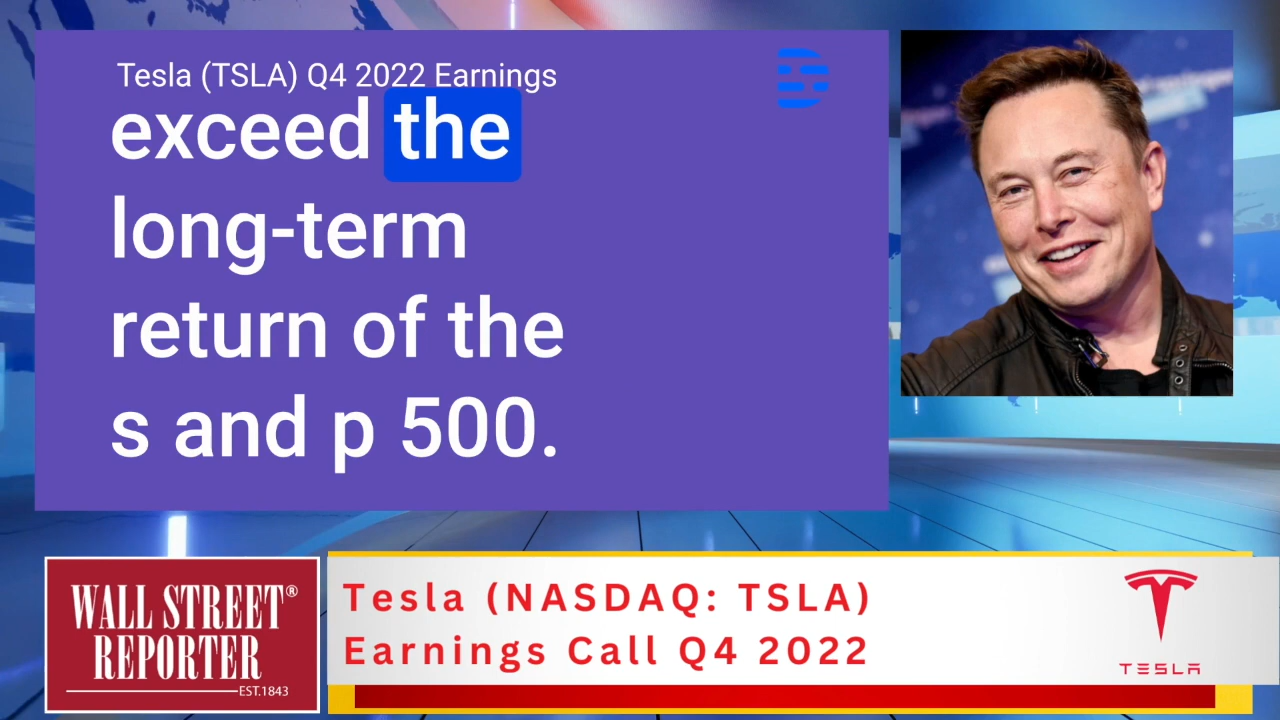 Tesla (TSLA) Q4 2022 Earnings
exceed the
long-term
return of the
s and p 500.
WALL STREET®
REPORTER
EST.1843
Tesla (NASDAQ: TSLA)
Earnings Call Q4 2022
TESLA